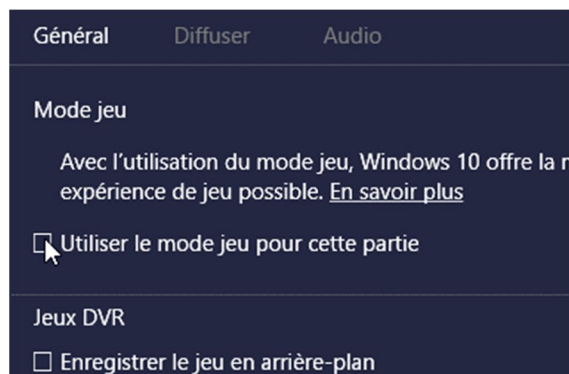 Général Diffuser Audio
Mode jeu
Avec l'utilisation du mode jeu, Windows 10 offre la
expérience de jeu possible. En savoir plus
Utiliser le mode jeu pour cette partie
Jeux DVR
Enregistrer le jeu en arrière-plan